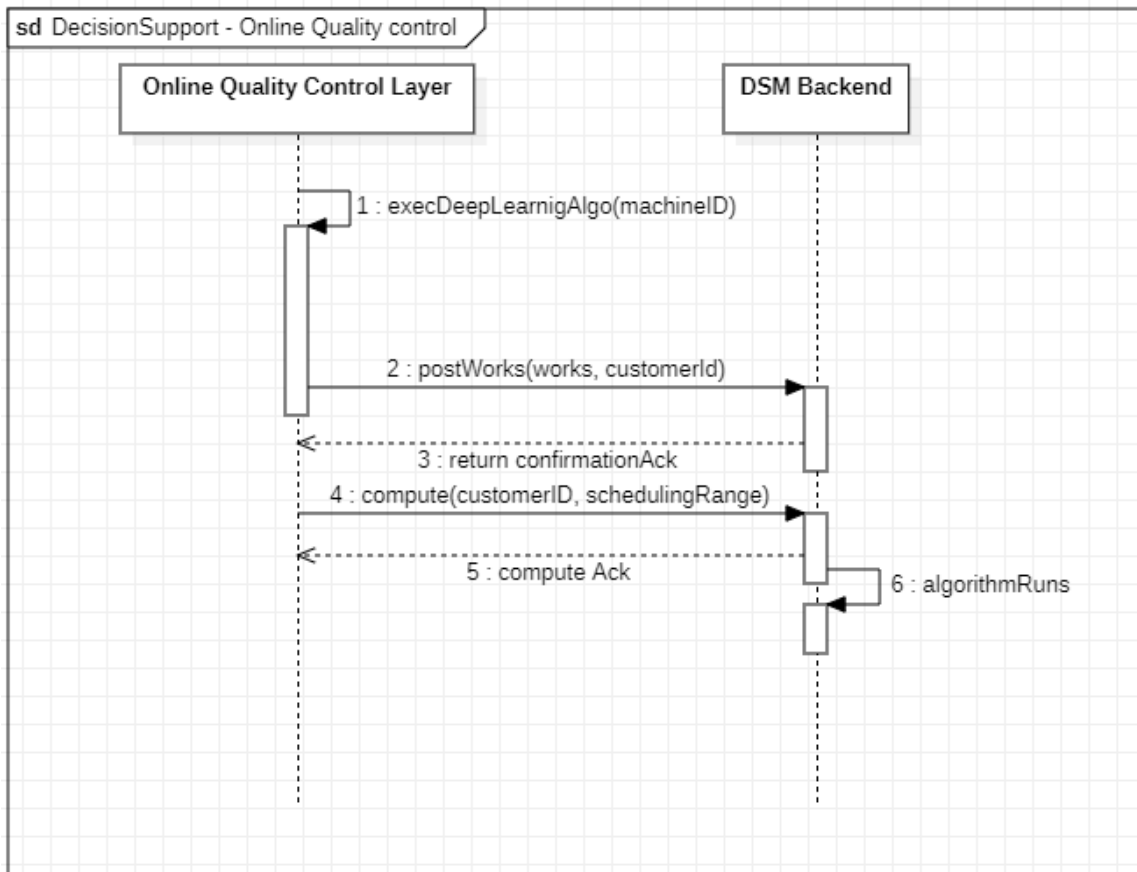 sd DecisionSupport - Online Quality control
Online Quality Control Layer
DSM Backend
1 : execDeepLearnigAlgo(machineID)
2 : postWorks(works, customerId)
3 : return confirmationAck
4 : compute(customerID, schedulingRange)
5 : compute Ack
6 : algorithmRuns